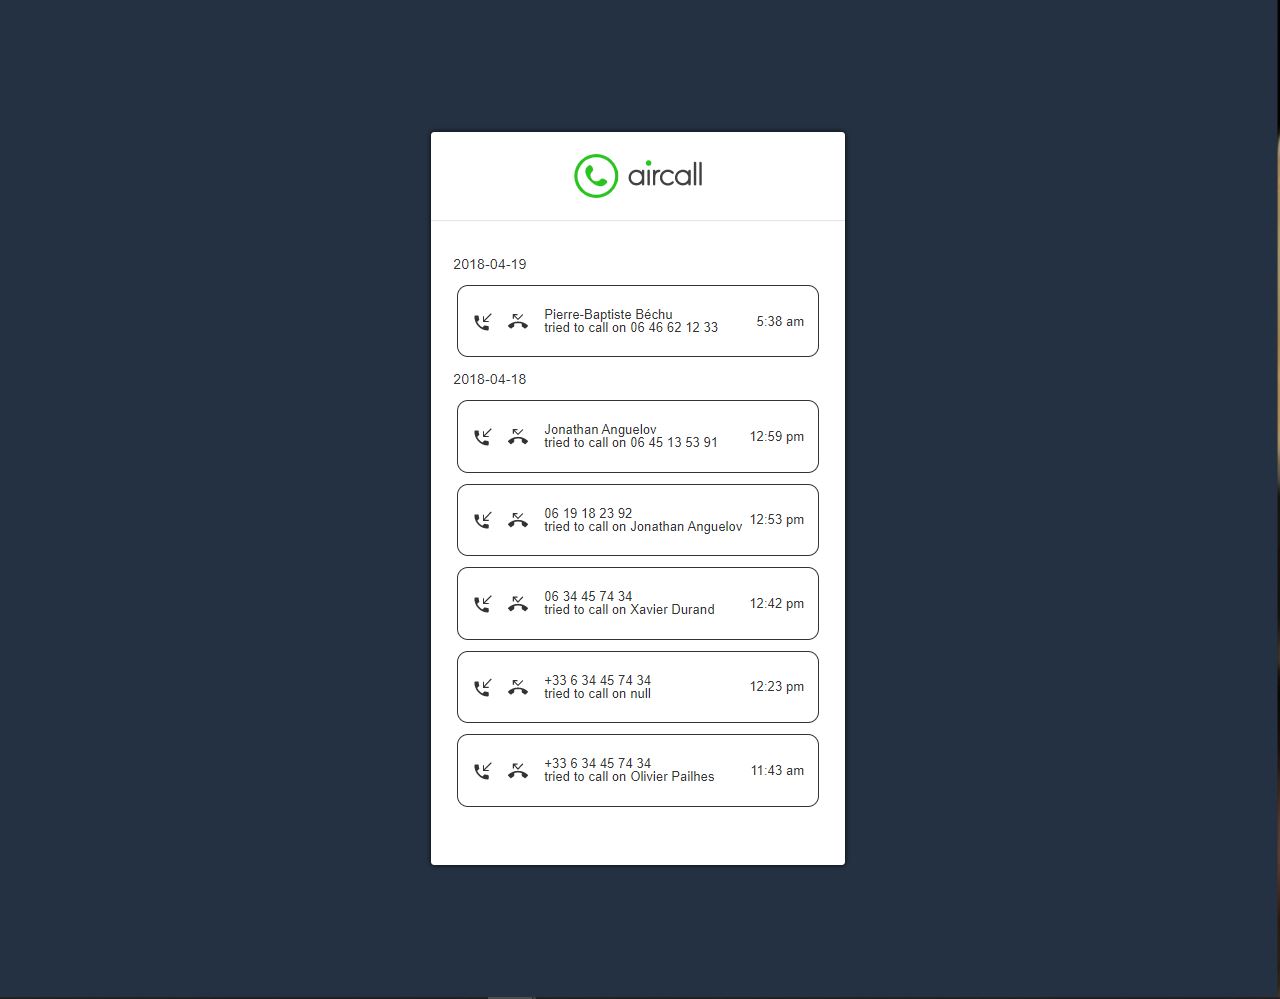 aircall
2018-04-19
Pierre-Baptiste Béchu
tried to call on 06 46 62 12 33
5:38 am
2018-04-18
Jonathan Anguelov
tried to call on 06 45 13 53 91
12:59 pm
06 19 18 23 92
tried to call on Jonathan Anguelov
12:53 pm
06 34 45 74 34
tried to call on Xavier Durand
12:42 pm
+33 6 34 45 74 34
tried to call on null
12:23 pm
+33 6 34 45 74 34
tried to call on Olivier Pailhes
11:43 am